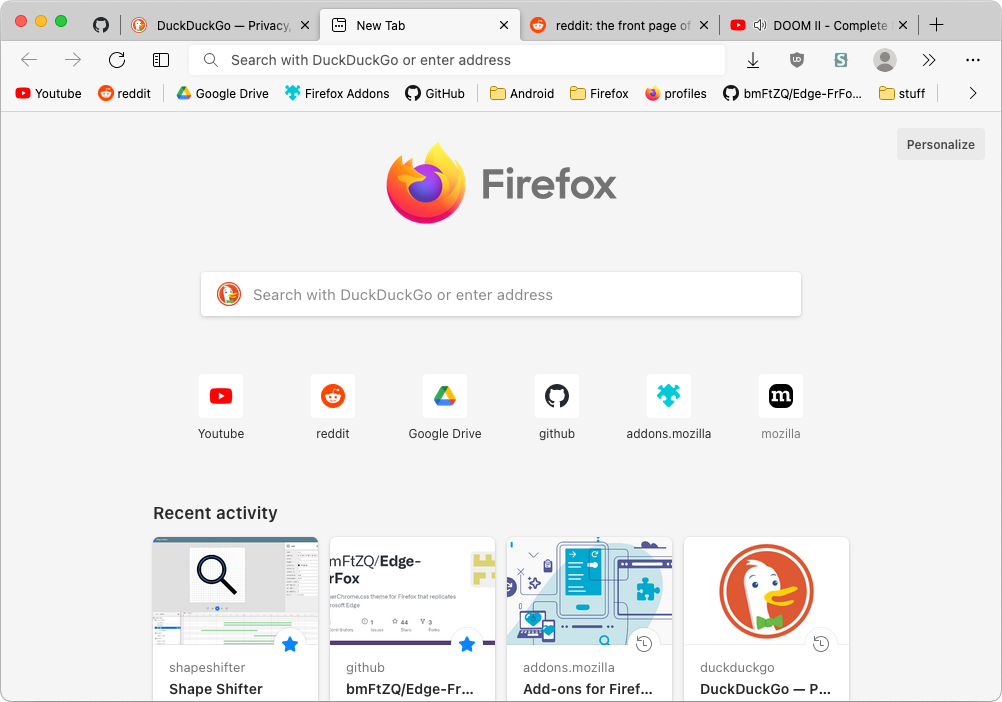 DuckDuckGo — Privacy,
New Tab
reddit: the front page of
DOOM II - Complete
Search with DuckDuckGo or enter address
Youtube
reddit
Google Drive
Firefox Addons
GitHub
Android
Firefox
profiles
bmFtZQ/Edge-FrFo...
stuff
Personalize
Firefox
Search with DuckDuckGo or enter address
Youtube
reddit
Google Drive
github
addons.mozilla
mozilla
Recent activity
mFtZQ/Edge-
rFox
erChrome.css theme for Firefox that replicates
rosoft Edge
1
44
3
Issues
Stars
Forks
shapeshifter
Shape Shifter
github
bmFtZQ/Edge-Fr...
addons.mozilla
Add-ons for Firef...
duckduckgo
DuckDuckGo — P...